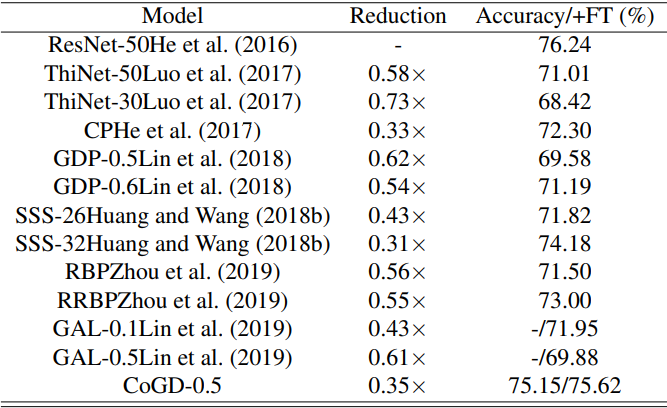 Model Reduction Accuracy/+FT (%)
ResNet-50He et al. (2016) - 76.24
ThiNet-50Luo et al. (2017) 0.58× 71.01
ThiNet-30Luo et al. (2017) 0.73× 68.42
CPHe et al. (2017) 0.33× 72.30
GDP-0.5Lin et al. (2018) 0.62× 69.58
GDP-0.6Lin et al. (2018) 0.54× 71.19
SSS-26Huang and Wang (2018b) 0.43× 71.82
SSS-32Huang and Wang (2018b) 0.31× 74.18
RBPZhou et al. (2019) 0.56× 71.50
RRBPZhou et al. (2019) 0.55× 73.00
GAL-0.1Lin et al. (2019) 0.43× -/71.95
GAL-0.5Lin et al. (2019) 0.61× -/69.88
CoGD-0.5 0.35× 75.15/75.62